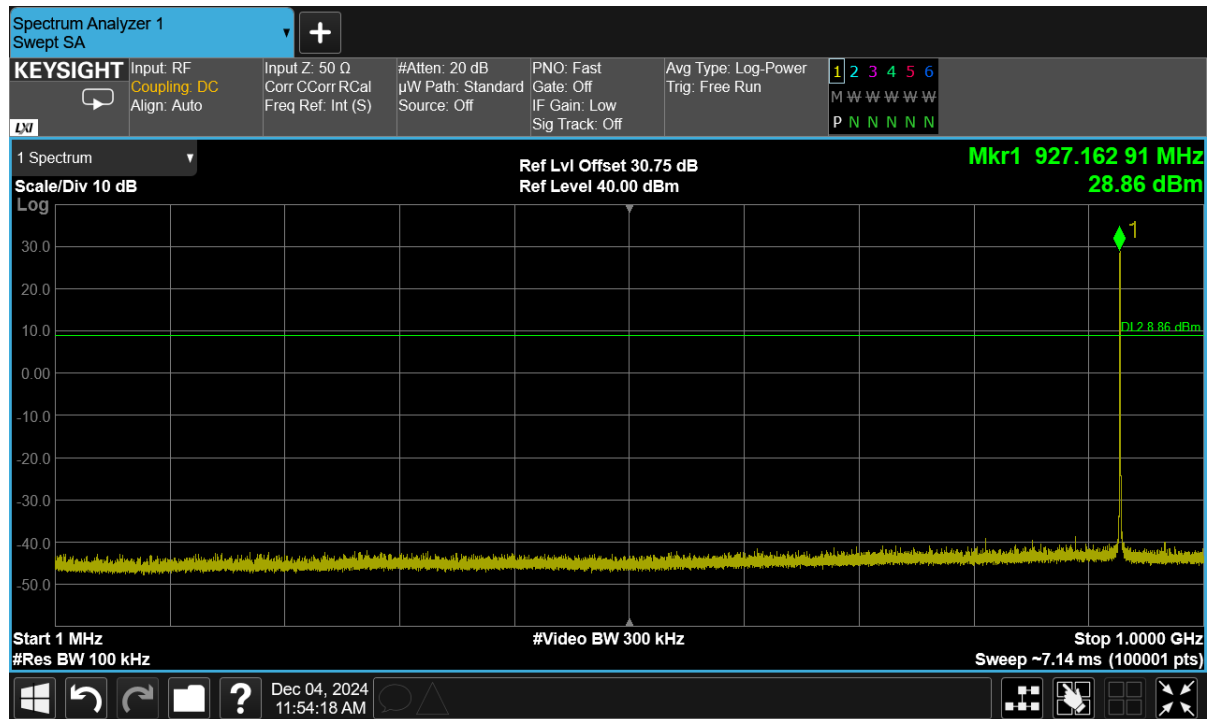 Spectrum Analyzer 1
Swept SA
+
KEYSIGHT
LXI
Input: RF
Coupling: DC
Align: Auto
Input Z: 50 Ω
Corr CCorr RCal
Freq Ref: Int (S)
#Atten: 20 dB
µW Path: Standard
Source: Off
PNO: Fast
Gate: Off
IF Gain: Low
Sig Track: Off
Avg Type: Log-Power
Trig: Free Run
1 2 3 4 5 6
M W W W W W
P N N N N N
1 Spectrum
Scale/Div 10 dB
Ref Lvl Offset 30.75 dB
Ref Level 40.00 dBm
Mkr1 927.162 91 MHz
28.86 dBm
Log
1
30.0
20.0
10.0
DL2 8.86 dBm
0.00
-10.0
-20.0
-30.0
-40.0
-50.0
Start 1 MHz
#Video BW 300 kHz
Stop 1.0000 GHz
#Res BW 100 kHz
Sweep ~7.14 ms (100001 pts)
?
Dec 04, 2024
11:54:18 AM